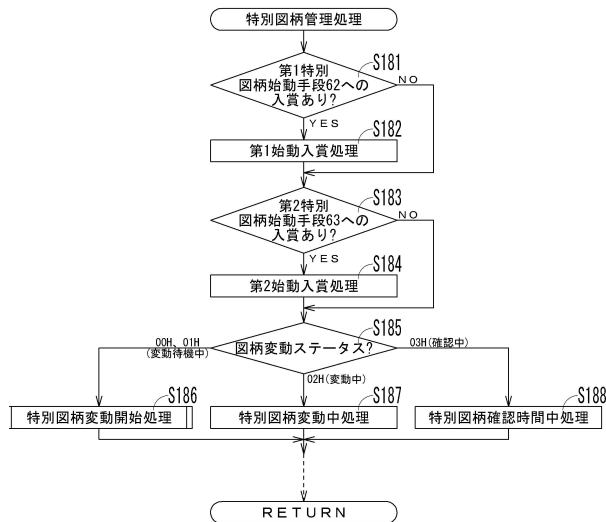 特別図柄管理処理
S181
第1特別
図柄始動手段62への
入賞あり?
NO
YES
S182
第1始動入賞処理
S183
第2特別
図柄始動手段63への
入賞あり?
NO
YES
S184
第2始動入賞処理
S185
図柄変動ステータス?
00H、01H
(変動待機中)
03H(確認中)
02H(変動中)
S186
特別図柄変動開始処理
S187
特別図柄変動中処理
S188
特別図柄確認時間中処理
RETURN